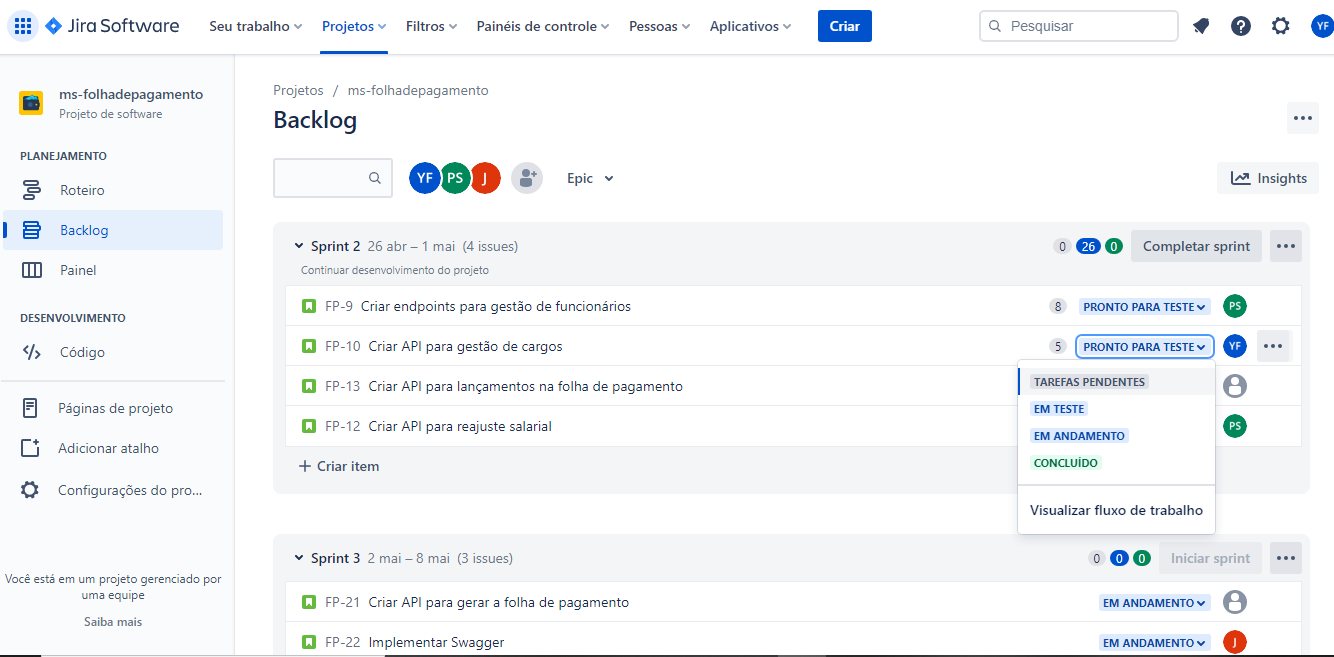 Jira Software Seu trabalho Projetos Filtros Painéis de controle Pessoas Aplicativos Criar Pesquisar YF
ms-folhadepagamento
Projeto de software
PLANEJAMENTO
Roteiro
Backlog
Painel
DESENVOLVIMENTO
Código
Páginas de projeto
Adicionar atalho
Configurações do pro...
Você está em um projeto gerenciado por
uma equipe
Saiba mais
Projetos / ms-folhadepagamento
Backlog
YF PS J Epic Insights
Sprint 2 26 abr – 1 mai (4 issues) 0 26 0 Completar sprint
Continuar desenvolvimento do projeto
FP-9 Criar endpoints para gestão de funcionários 8 PRONTO PARA TESTE PS
FP-10 Criar API para gestão de cargos 5 PRONTO PARA TESTE YF
FP-13 Criar API para lançamentos na folha de pagamento
FP-12 Criar API para reajuste salarial PS
+ Criar item
TAREFAS PENDENTES
EM TESTE
EM ANDAMENTO
CONCLUÍDO
Visualizar fluxo de trabalho
Sprint 3 2 mai – 8 mai (3 issues) 0 0 0 Iniciar sprint
FP-21 Criar API para gerar a folha de pagamento EM ANDAMENTO
FP-22 Implementar Swagger EM ANDAMENTO J